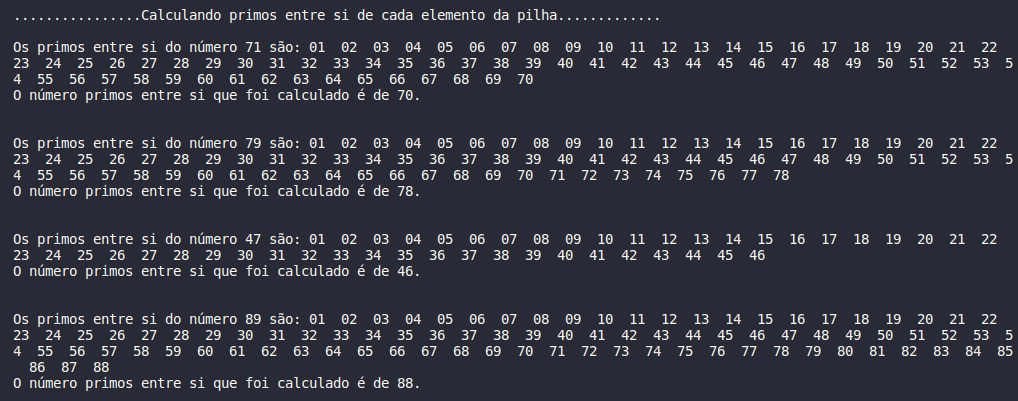 ................Calculando primos entre si de cada elemento da pilha.............
Os primos entre si do número 71 são: 01 02 03 04 05 06 07 08 09 10 11 12 13 14 15 16 17 18 19 20 21 22
23 24 25 26 27 28 29 30 31 32 33 34 35 36 37 38 39 40 41 42 43 44 45 46 47 48 49 50 51 52 53 5
4 55 56 57 58 59 60 61 62 63 64 65 66 67 68 69 70
O número primos entre si que foi calculado é de 70.
Os primos entre si do número 79 são: 01 02 03 04 05 06 07 08 09 10 11 12 13 14 15 16 17 18 19 20 21 22
23 24 25 26 27 28 29 30 31 32 33 34 35 36 37 38 39 40 41 42 43 44 45 46 47 48 49 50 51 52 53 5
4 55 56 57 58 59 60 61 62 63 64 65 66 67 68 69 70 71 72 73 74 75 76 77 78
O número primos entre si que foi calculado é de 78.
Os primos entre si do número 47 são: 01 02 03 04 05 06 07 08 09 10 11 12 13 14 15 16 17 18 19 20 21 22
23 24 25 26 27 28 29 30 31 32 33 34 35 36 37 38 39 40 41 42 43 44 45 46
O número primos entre si que foi calculado é de 46.
Os primos entre si do número 89 são: 01 02 03 04 05 06 07 08 09 10 11 12 13 14 15 16 17 18 19 20 21 22
23 24 25 26 27 28 29 30 31 32 33 34 35 36 37 38 39 40 41 42 43 44 45 46 47 48 49 50 51 52 53 5
4 55 56 57 58 59 60 61 62 63 64 65 66 67 68 69 70 71 72 73 74 75 76 77 78 79 80 81 82 83 84 85
86 87 88
O número primos entre si que foi calculado é de 88.